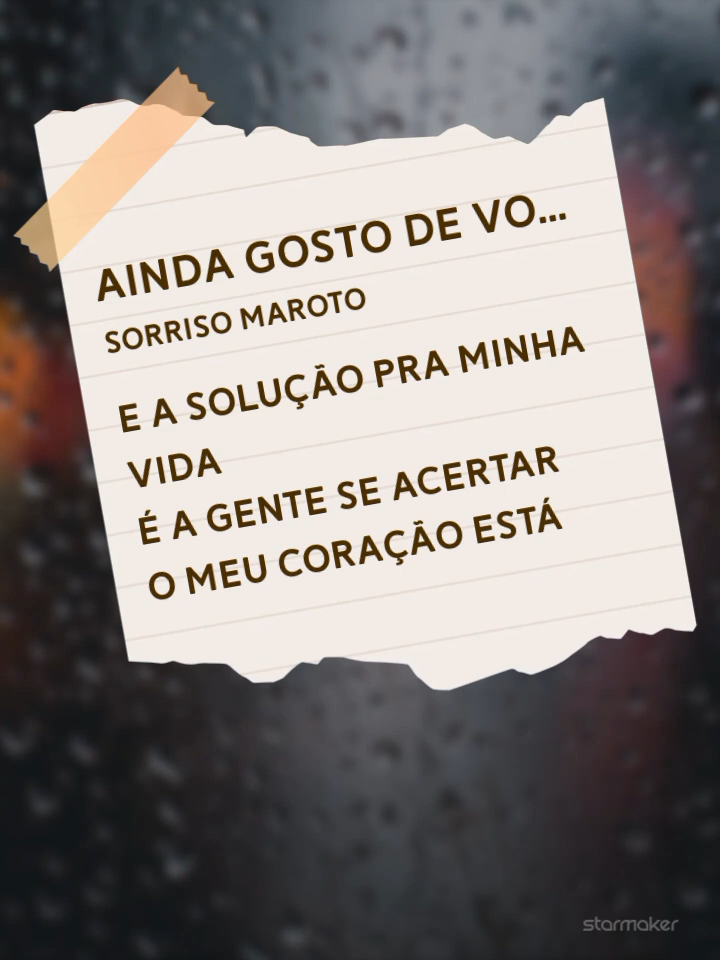 AINDA GOSTO DE VO...
SORRISO MAROTO
E A SOLUÇÃO PRA MINHA
VIDA
É A GENTE SE ACERTAR
O MEU CORAÇÃO ESTÁ
starmaker